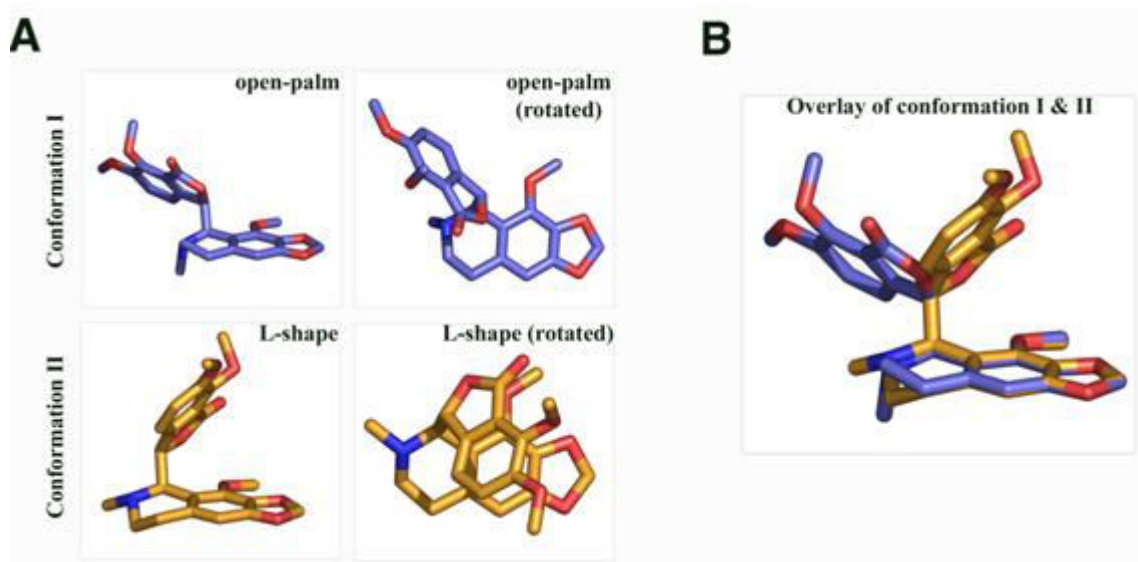 A
B
Conformation I
open-palm
open-palm
(rotated)
Overlay of conformation I & II
Conformation II
L-shape
L-shape (rotated)